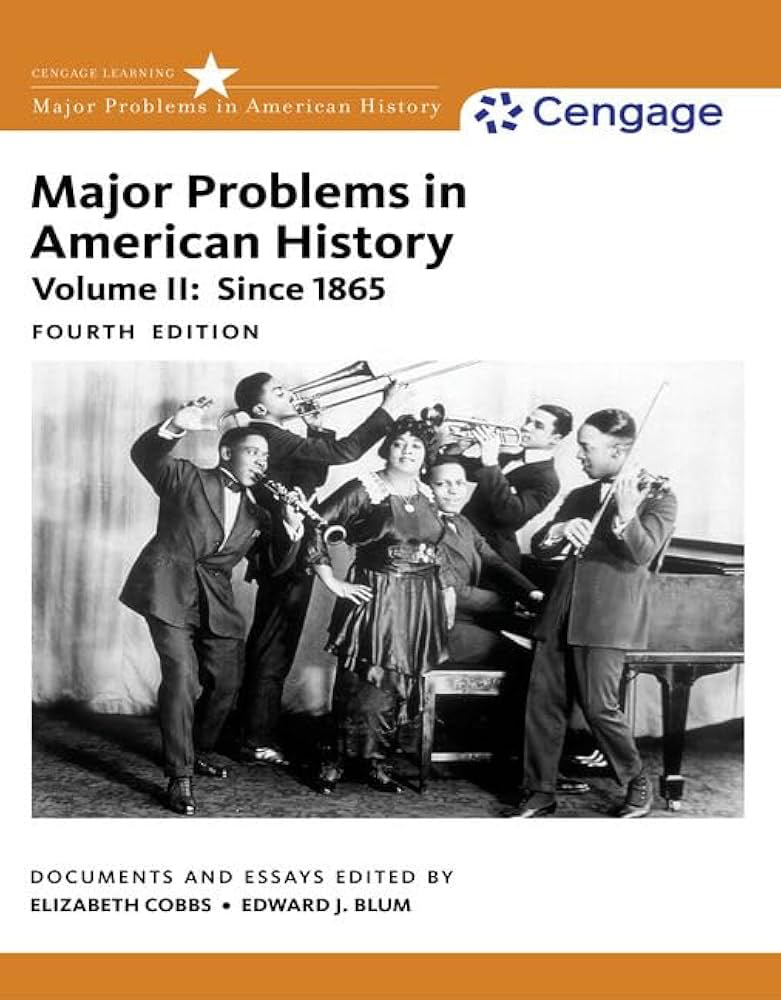 CENGAGE LEARNING
Major Problems in American History
Cengage
Major Problems in
American History
Volume II: Since 1865
FOURTH EDITION
DOCUMENTS AND ESSAYS EDITED BY
ELIZABETH COBBS • EDWARD J. BLUM